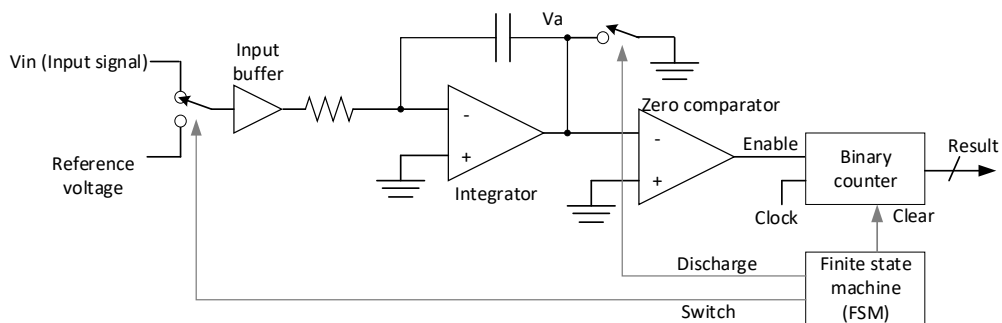 Vin (Input signal)
Input
buffer
Va
Reference
voltage
-
+
Integrator
Zero comparator
-
+
Enable
Clock
Binary
counter
Result
Clear
Discharge
Switch
Finite state
machine
(FSM)